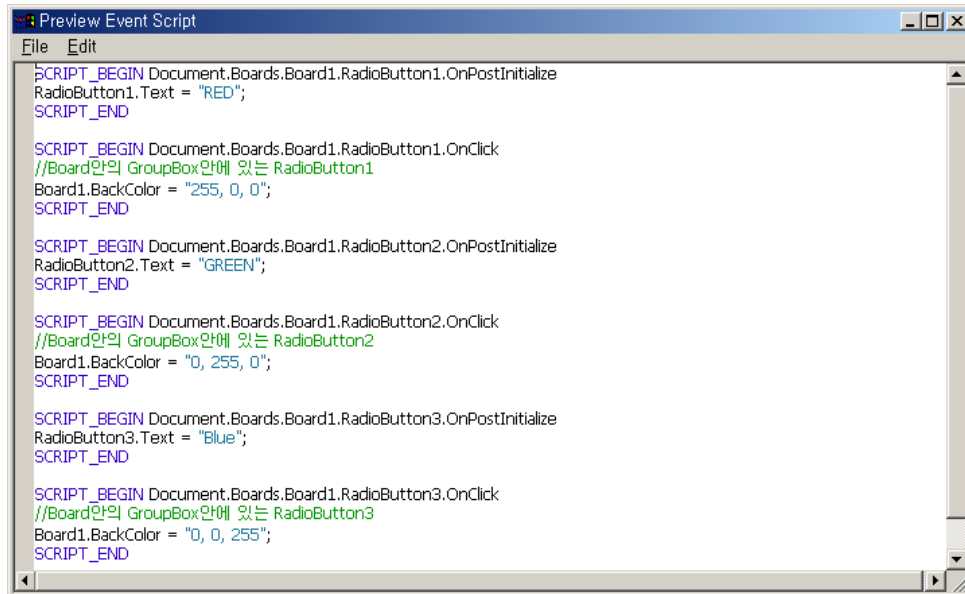 Preview Event Script
File Edit
SCRIPT_BEGIN Document.Boards.Board1.RadioButton1.OnPostInitialize
RadioButton1.Text = "RED";
SCRIPT_END
SCRIPT_BEGIN Document.Boards.Board1.RadioButton1.OnClick
//Board안의 GroupBox안에 있는 RadioButton1
Board1.BackColor = "255, 0, 0";
SCRIPT_END
SCRIPT_BEGIN Document.Boards.Board1.RadioButton2.OnPostInitialize
RadioButton2.Text = "GREEN";
SCRIPT_END
SCRIPT_BEGIN Document.Boards.Board1.RadioButton2.OnClick
//Board안의 GroupBox안에 있는 RadioButton2
Board1.BackColor = "0, 255, 0";
SCRIPT_END
SCRIPT_BEGIN Document.Boards.Board1.RadioButton3.OnPostInitialize
RadioButton3.Text = "Blue";
SCRIPT_END
SCRIPT_BEGIN Document.Boards.Board1.RadioButton3.OnClick
//Board안의 GroupBox안에 있는 RadioButton3
Board1.BackColor = "0, 0, 255";
SCRIPT_END